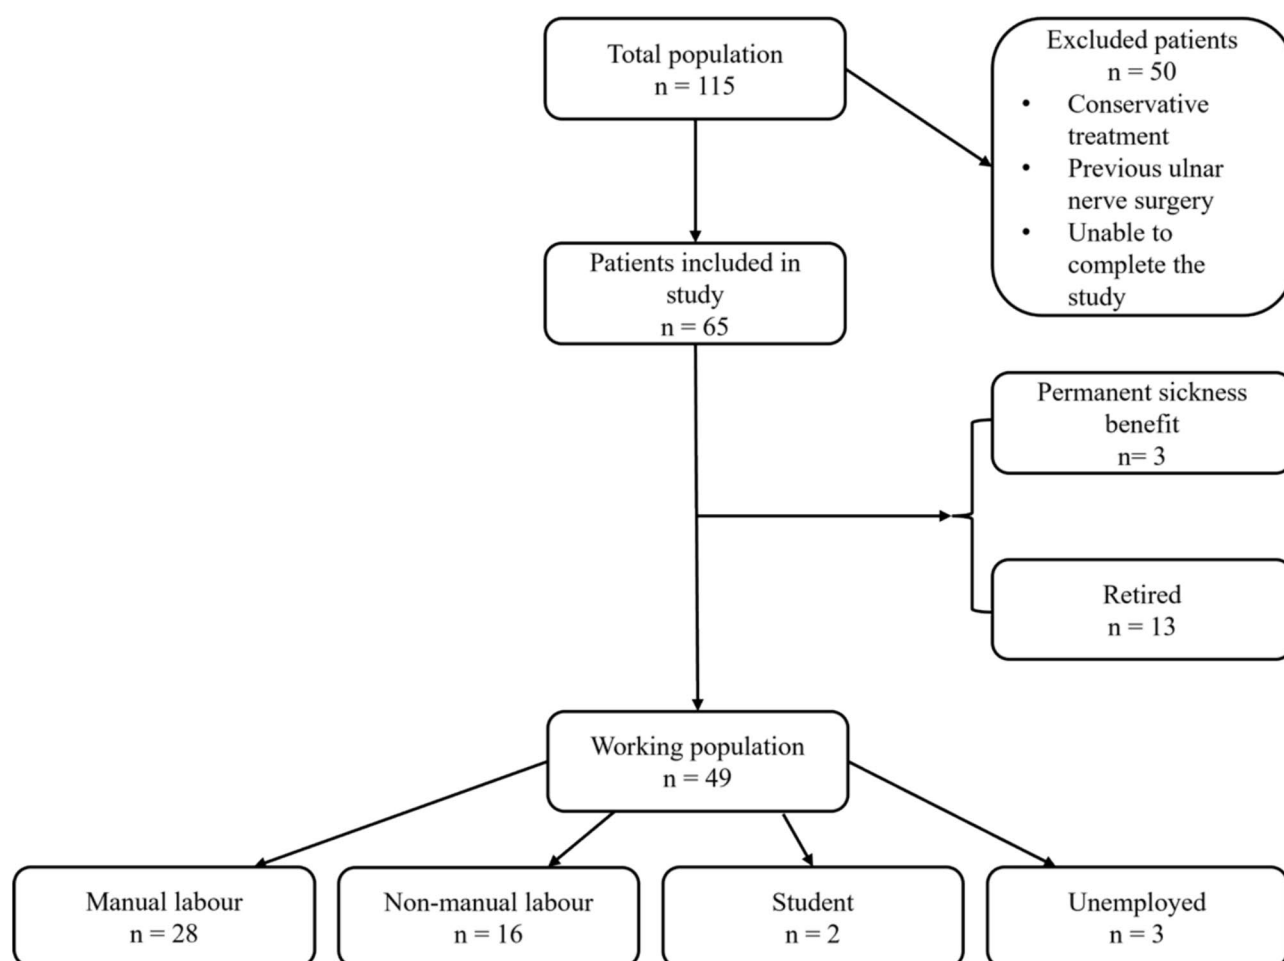 Total population
n = 115
Excluded patients
n = 50
• Conservative
treatment
• Previous ulnar
nerve surgery
• Unable to
complete the
study
Patients included in
study
n = 65
Permanent sickness
benefit
n= 3
Retired
n = 13
Working population
n = 49
Manual labour
n = 28
Non-manual labour
n = 16
Student
n = 2
Unemployed
n = 3